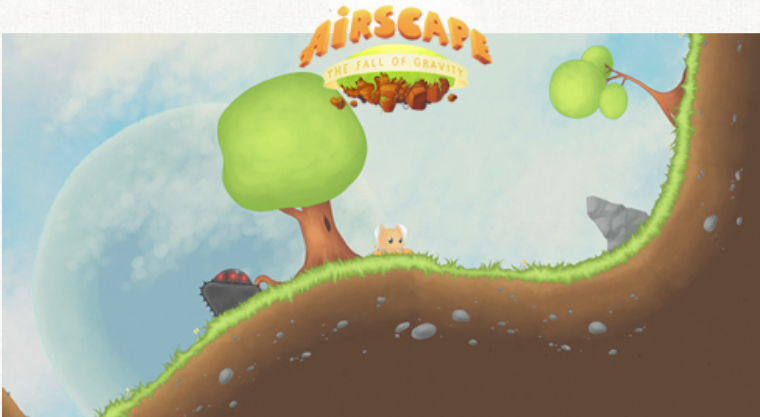 AIRSCAPE
THE FALL OF GRAVITY